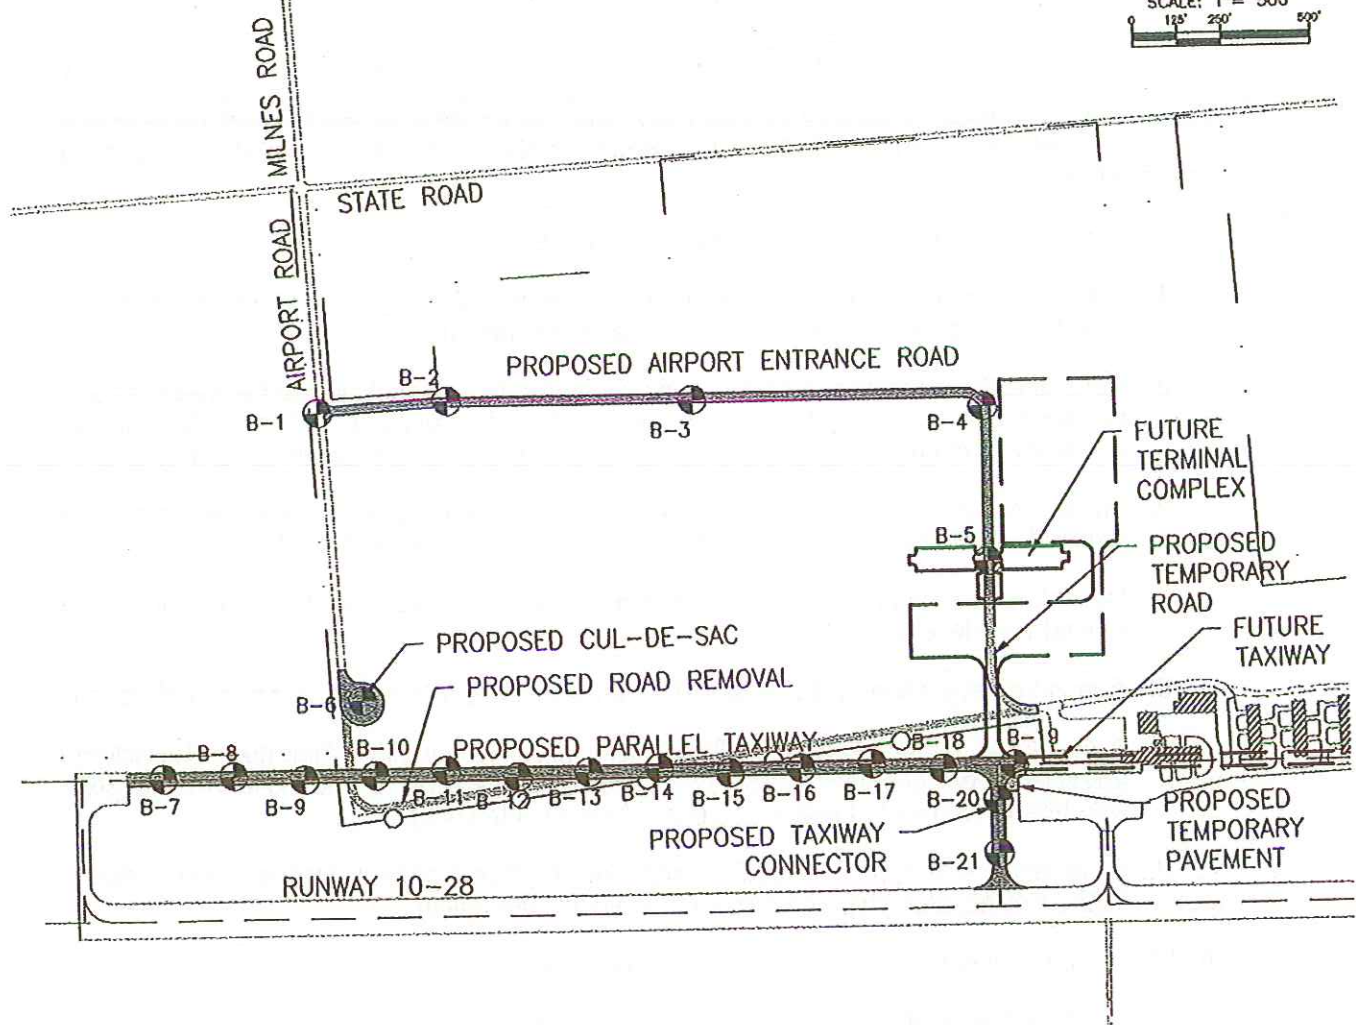 SCALE: 1"= 500'
0 125' 250' 500'
MILNES ROAD
STATE ROAD
AIRPORT ROAD
B-2
PROPOSED AIRPORT ENTRANCE ROAD
B-1
B-3
B-4
FUTURE
TERMINAL
COMPLEX
B-5
PROPOSED
TEMPORARY
ROAD
FUTURE
TAXIWAY
PROPOSED CUL-DE-SAC
PROPOSED ROAD REMOVAL
B-6
B-8
B-10
PROPOSED PARALLEL TAXIWAY
B-18
B-19
B-7
B-9
B-11
B-12
B-13
B-14
B-15
B-16
B-17
B-20
PROPOSED TAXIWAY
CONNECTOR
B-21
PROPOSED
TEMPORARY
PAVEMENT
RUNWAY 10-28